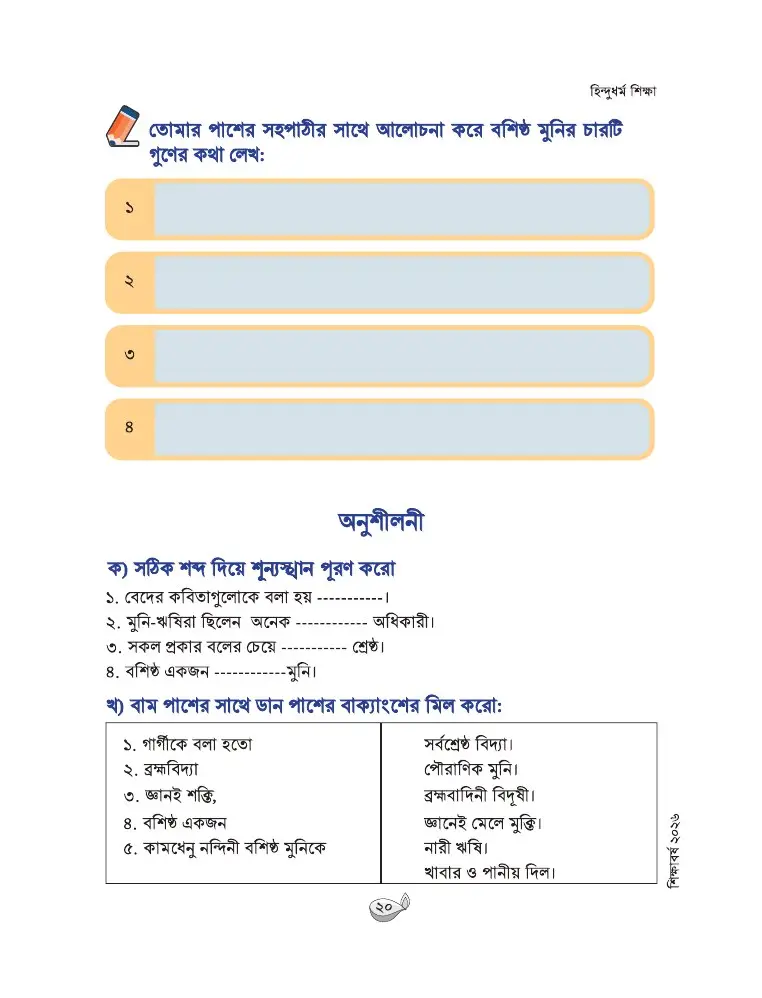 হিন্দুধর্ম শিক্ষা
তোমার পাশের সহপাঠীর সাথে আলোচনা করে বশিষ্ঠ মুনির চারটি
গুণের কথা লেখ:
১
২
৩
৪
অনুশীলনী
ক) সঠিক শব্দ দিয়ে শূন্যস্থান পূরণ করো
১. বেদের কবিতাগুলোকে বলা হয় -----------।
২. মুনি-ঋষিরা ছিলেন অনেক ------------ অধিকারী।
৩. সকল প্রকার বলের চেয়ে ----------- শ্রেষ্ঠ।
৪. বশিষ্ঠ একজন ------------মুনি।
খ) বাম পাশের সাথে ডান পাশের বাক্যাংশের মিল করো:
১. গার্গীকে বলা হতো
২. ব্রহ্মবিদ্যা
৩. জ্ঞানই শক্তি,
৪. বশিষ্ঠ একজন
৫. কামধেনু নন্দিনী বশিষ্ঠ মুনিকে
সর্বশ্রেষ্ঠ বিদ্যা।
পৌরাণিক মুনি।
ব্রহ্মবাদিনী বিদূষী।
জ্ঞানেই মেলে মুক্তি।
নারী ঋষি।
খাবার ও পানীয় দিল।
শিক্ষাবর্ষ ২০২৬
২০